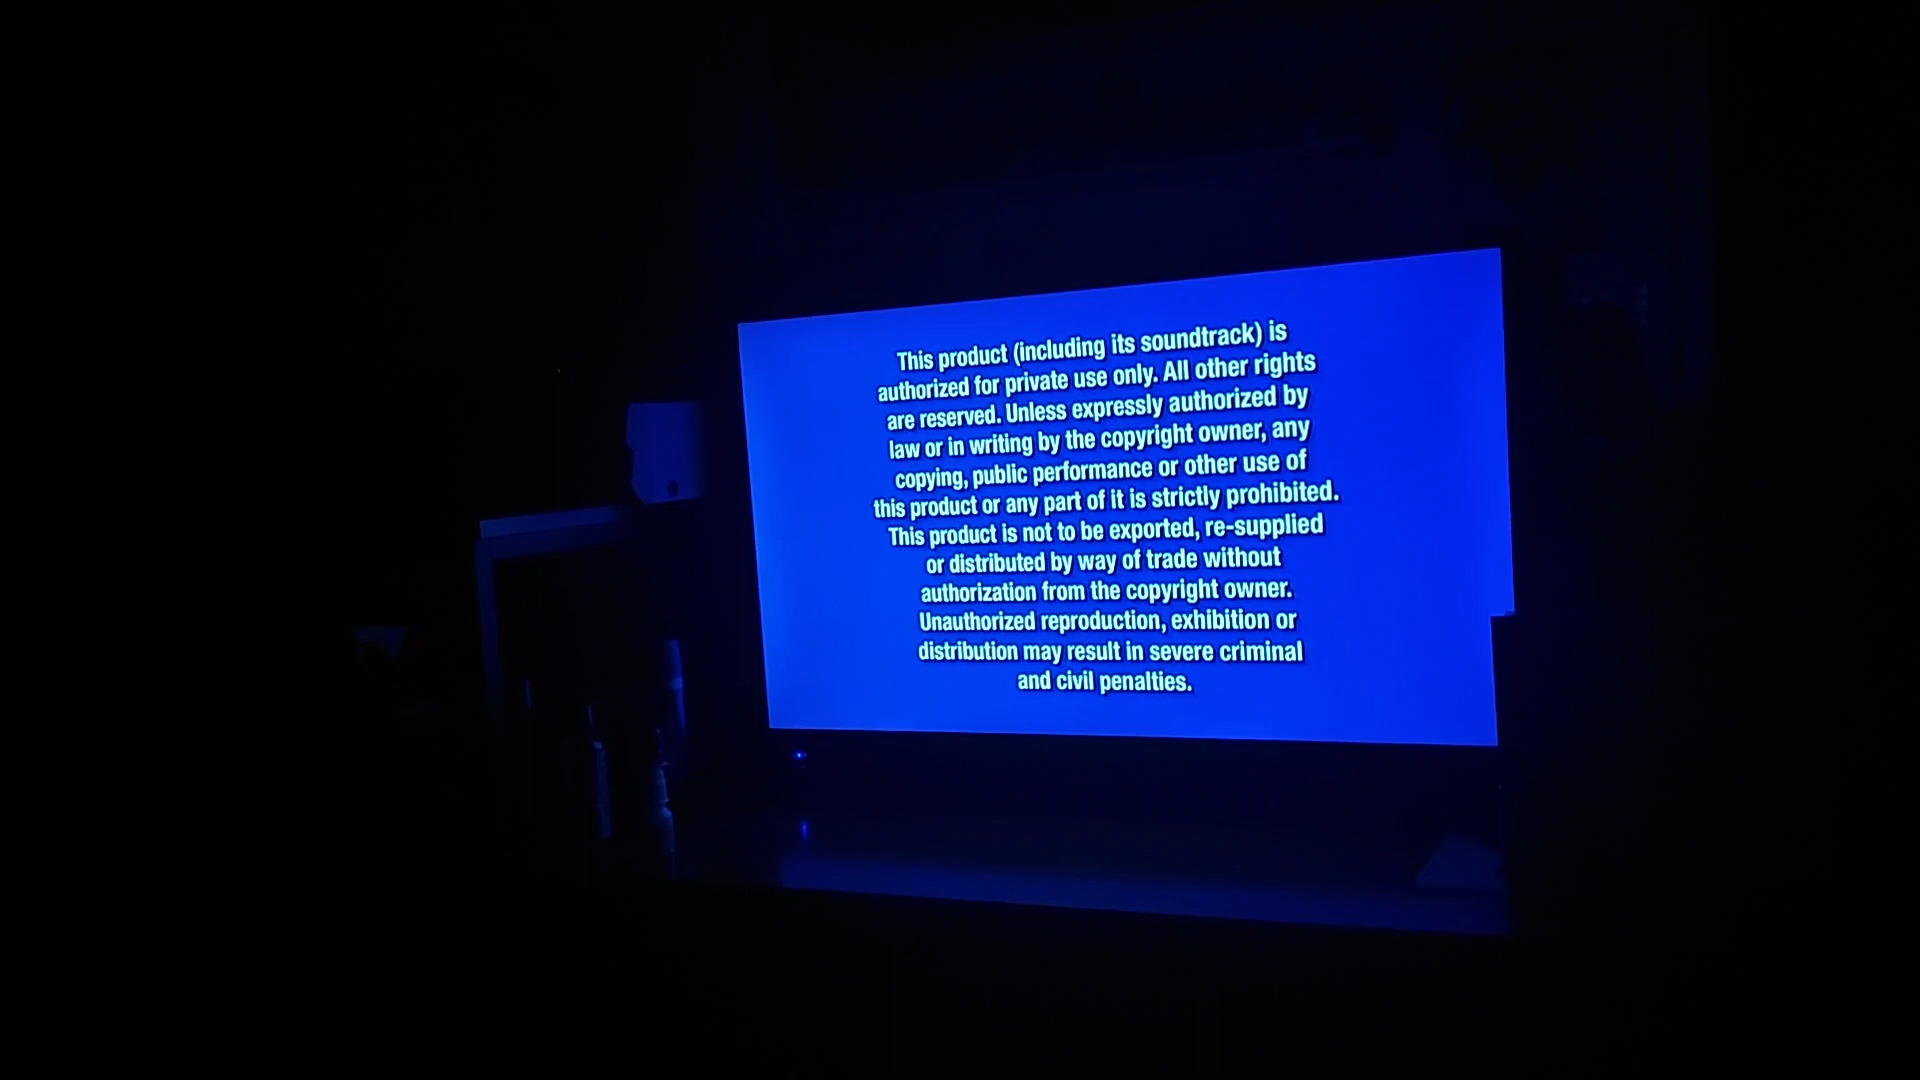 This product (including its soundtrack) is
authorized for private use only. All other rights
are reserved. Unless expressly authorized by
law or in writing by the copyright owner, any
copying, public performance or other use of
this product or any part of it is strictly prohibited.
This product is not to be exported, re-supplied
or distributed by way of trade without
authorization from the copyright owner.
Unauthorized reproduction, exhibition or
distribution may result in severe criminal
and civil penalties.